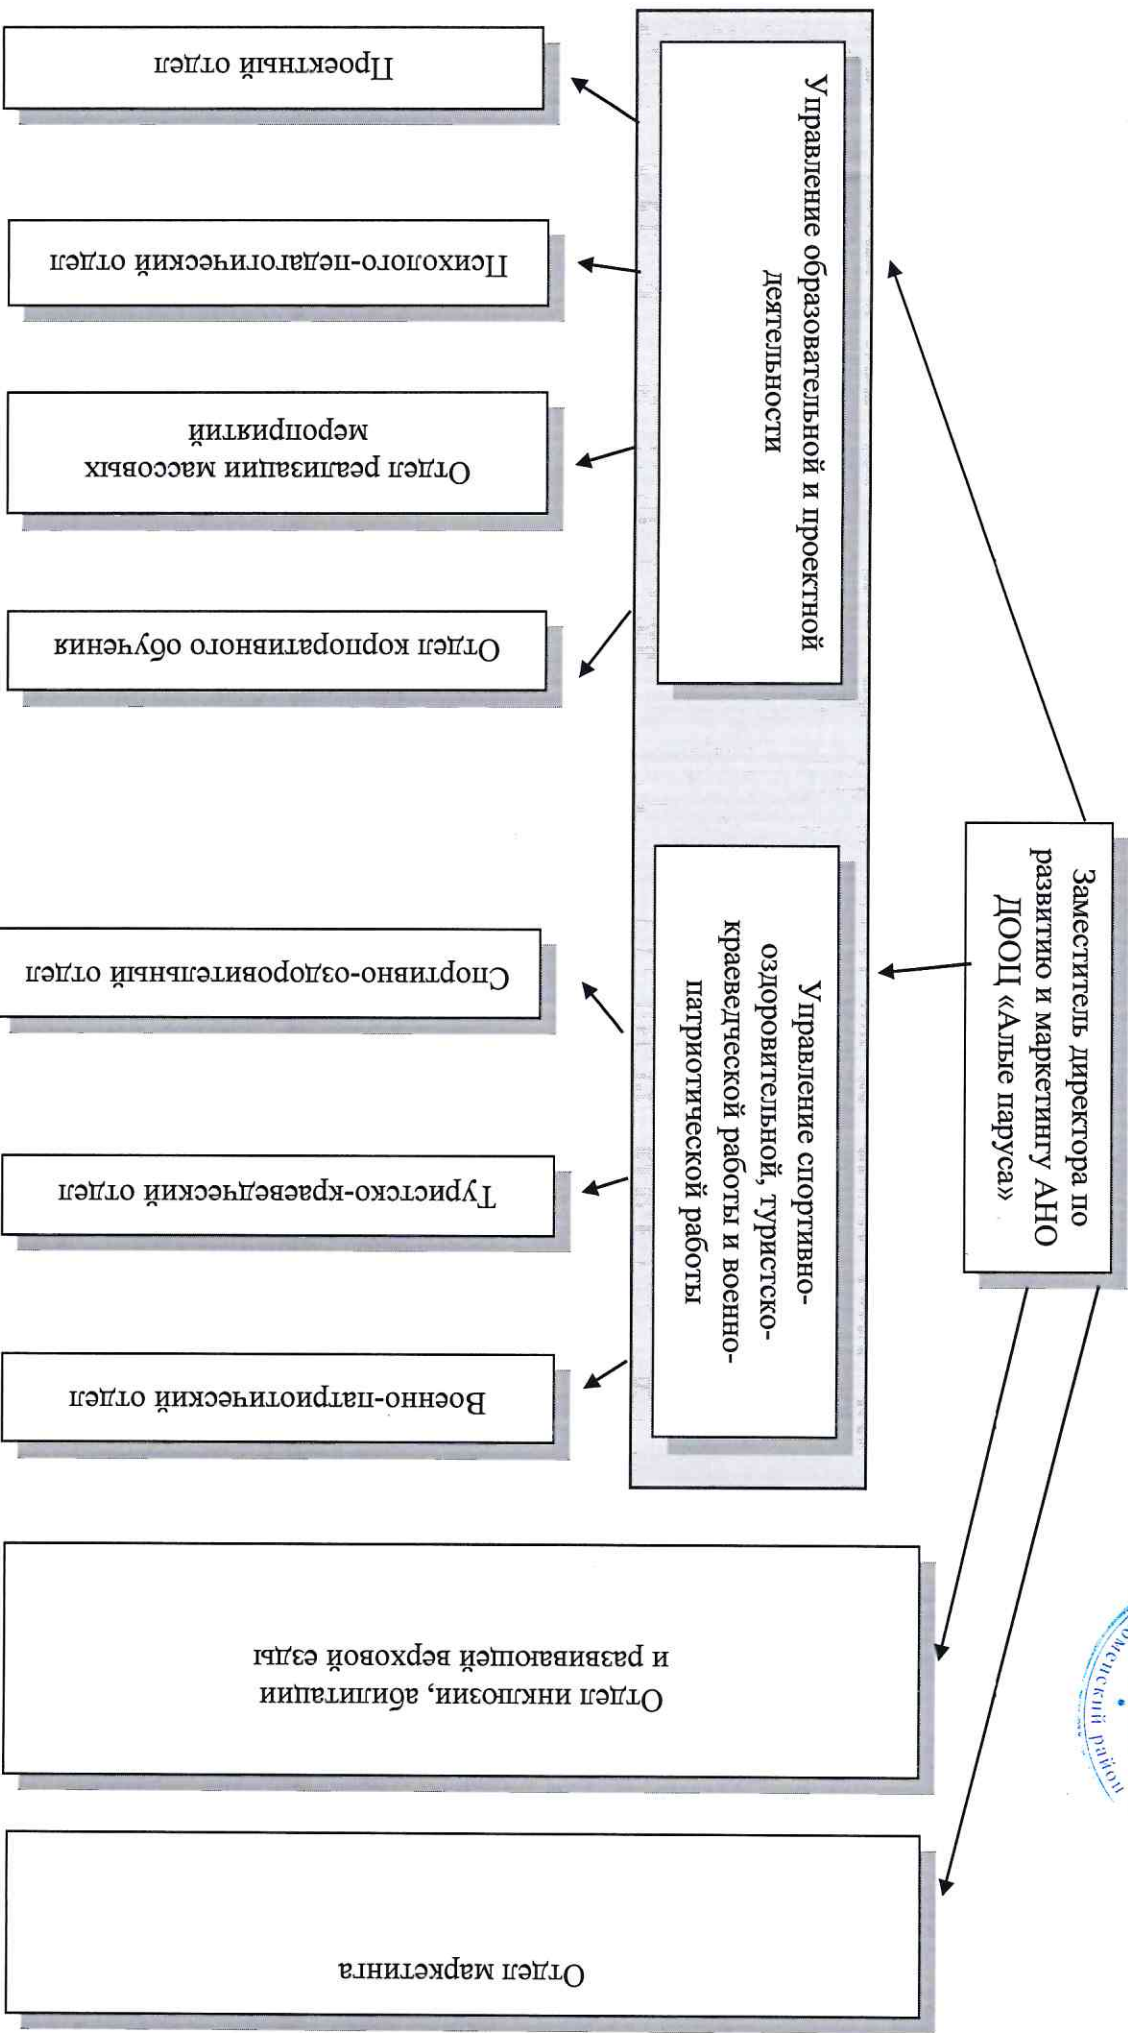 Заместитель директора по
развитию и маркетингу АНО
ДООЦ «Алые паруса»
Управление образовательной и проектной
деятельности
Управление спортивно-
оздоровительной, туристско-
краеведческой работы и военно-
патриотической работы
Проектный отдел
Психолого-педагогический отдел
Отдел реализации массовых
мероприятий
Отдел корпоративного обучения
Спортивно-оздоровительный отдел
Туристско-краеведческий отдел
Военно-патриотический отдел
Отдел инклюзии, абилитации
и развивающей верховой езды
Отдел маркетинга
район